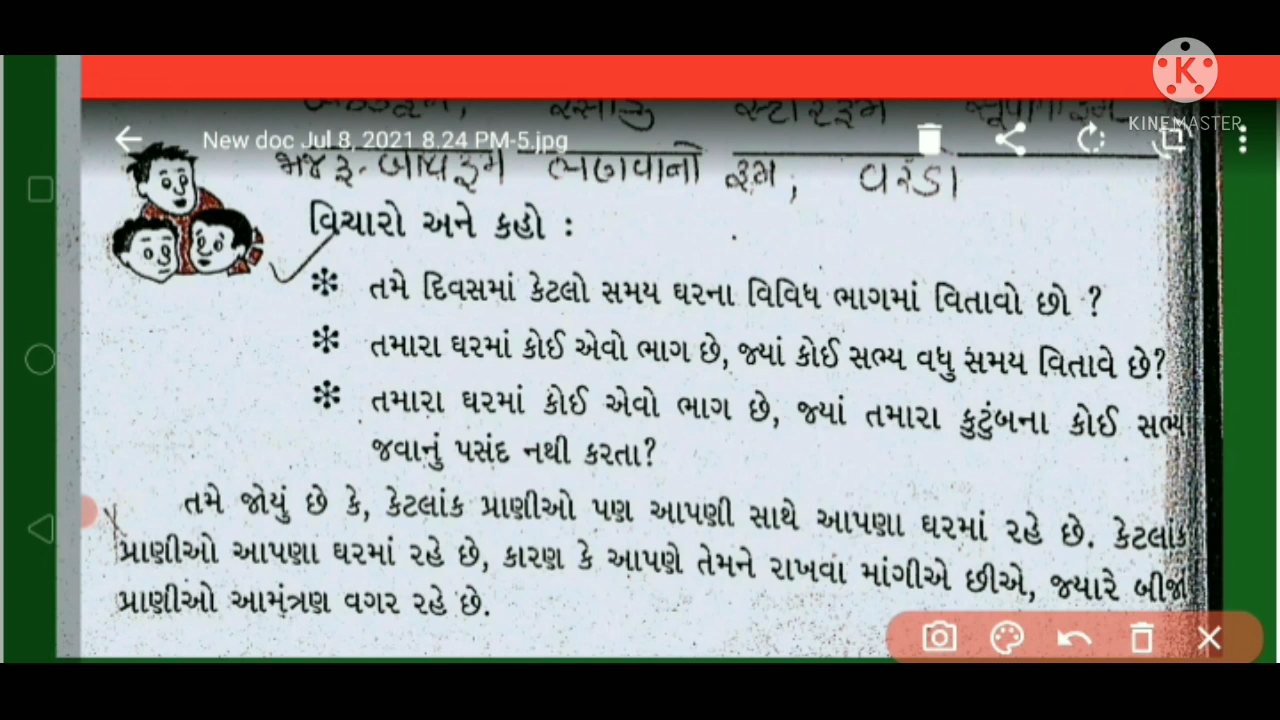 KINEMASTER
New doc Jul 8, 2021 8.24 PM-5.jpg
ભણવાનો રૂમ, વરંડા
વિચારો અને કહો :
* તમે દિવસમાં કેટલો સમય ઘરના વિવિધ ભાગમાં વિતાવો છો ?
* તમારા ઘરમાં કોઈ એવો ભાગ છે, જ્યાં કોઈ સભ્ય વધુ સમય વિતાવે છે?
* તમારા ઘરમાં કોઈ એવો ભાગ છે, જ્યાં તમારા કુટુંબના કોઈ સભ્ય
જવાનું પસંદ નથી કરતા?
તમે જોયું છે કે, કેટલાંક પ્રાણીઓ પણ આપણી સાથે આપણા ઘરમાં રહે છે. કેટલાંક
પ્રાણીઓ આપણા ઘરમાં રહે છે, કારણ કે આપણે તેમને રાખવા માંગીએ છીએ, જ્યારે બીજા
પ્રાણીઓ આમંત્રણ વગર રહે છે.